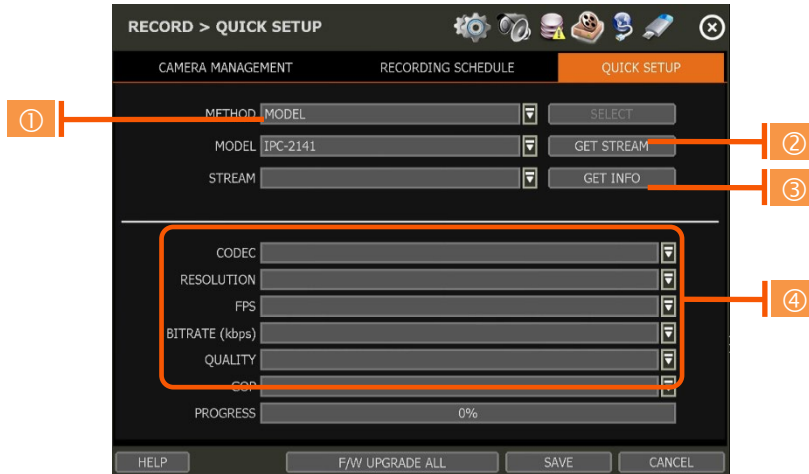 RECORD > QUICK SETUP
CAMERA MANAGEMENT RECORDING SCHEDULE QUICK SETUP
① METHOD MODEL SELECT
MODEL IPC-2141 GET STREAM ②
STREAM GET INFO ③
CODEC
RESOLUTION
FPS ④
BITRATE (kbps)
QUALITY
GOP
PROGRESS 0%
HELP F/W UPGRADE ALL SAVE CANCEL